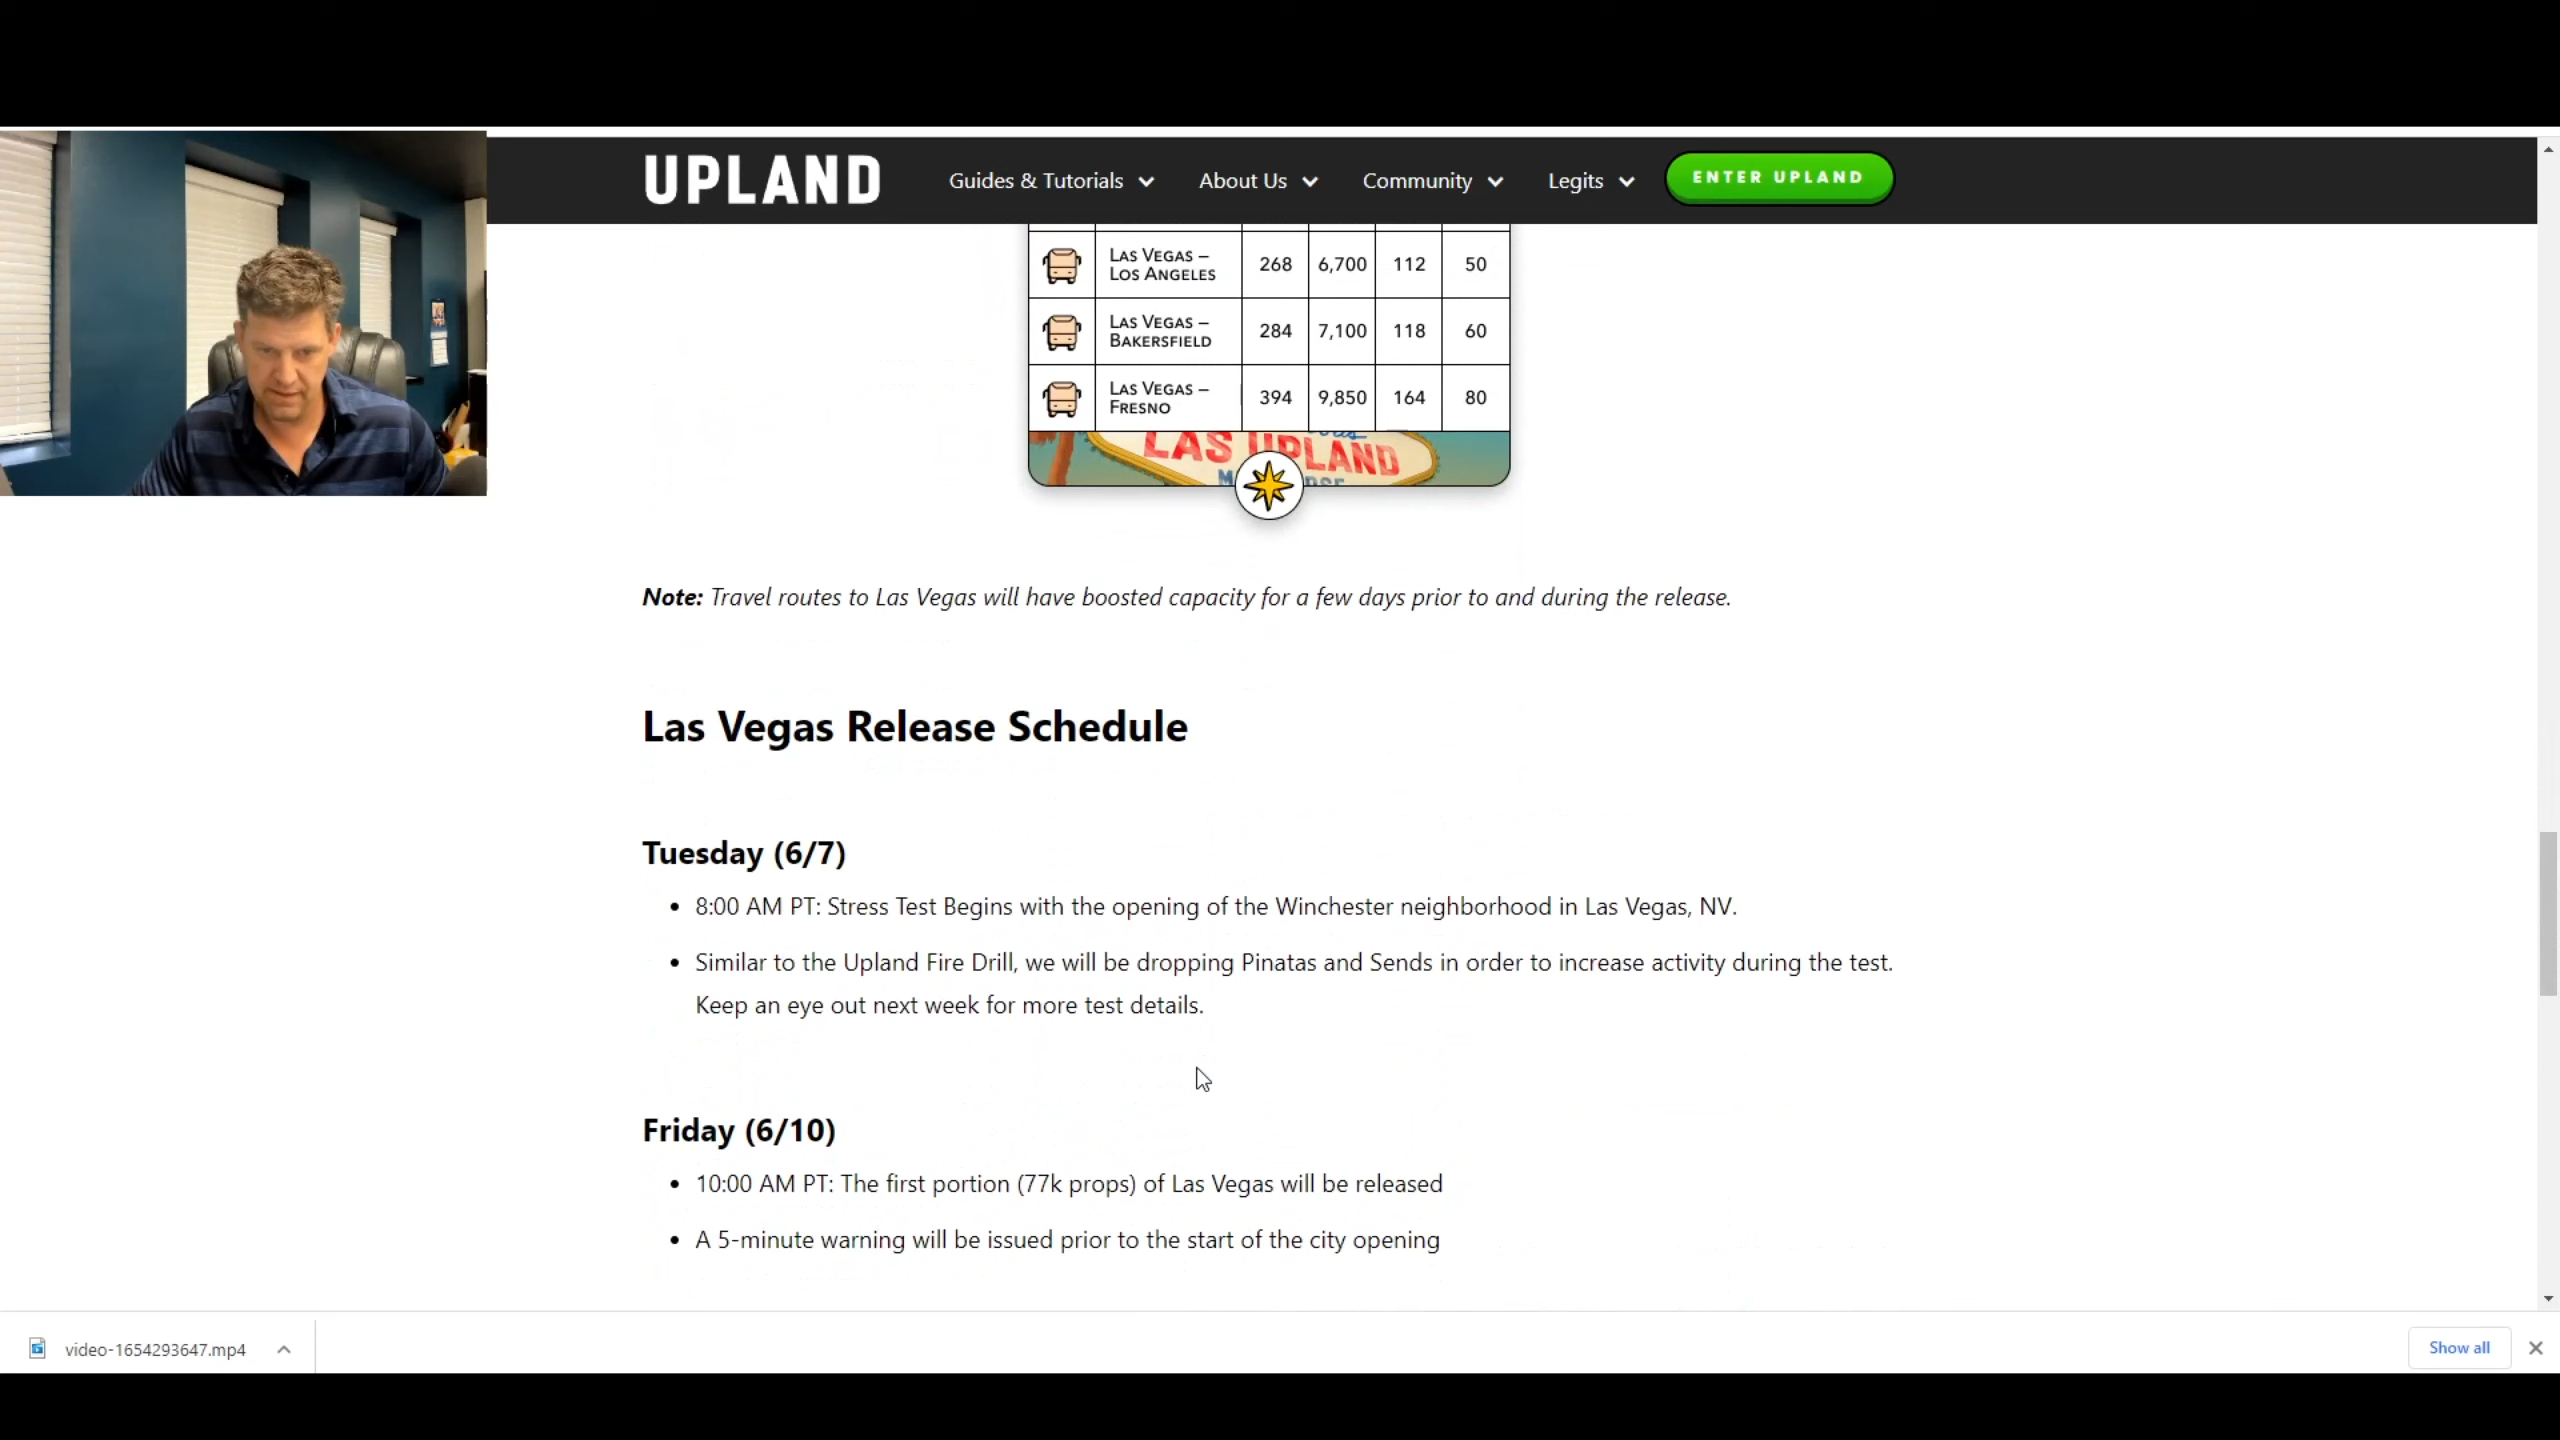 UPLAND
Guides & Tutorials
About Us
Community
Legits
ENTER UPLAND
LAS VEGAS –
LOS ANGELES
268 6,700 112 50
LAS VEGAS –
BAKERSFIELD
284 7,100 118 60
LAS VEGAS –
FRESNO
394 9,850 164 80
LAS UPLAND
Note: Travel routes to Las Vegas will have boosted capacity for a few days prior to and during the release.
Las Vegas Release Schedule
Tuesday (6/7)
• 8:00 AM PT: Stress Test Begins with the opening of the Winchester neighborhood in Las Vegas, NV.
• Similar to the Upland Fire Drill, we will be dropping Pinatas and Sends in order to increase activity during the test.
Keep an eye out next week for more test details.
Friday (6/10)
• 10:00 AM PT: The first portion (77k props) of Las Vegas will be released
• A 5-minute warning will be issued prior to the start of the city opening
video-1654293647.mp4
Show all